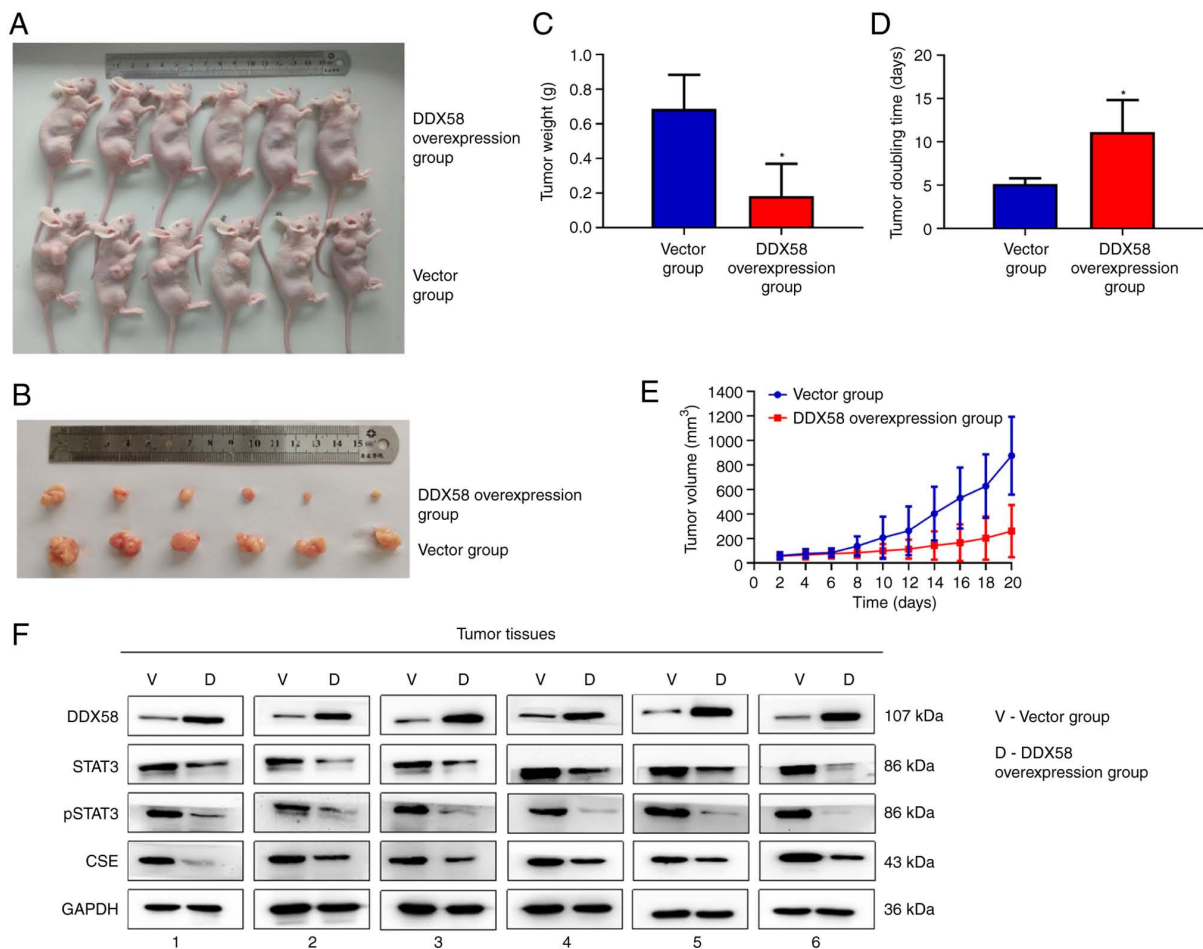 A
DDX58
overexpression
group
Vector
group
B
DDX58 overexpression
group
Vector group
C
Tumor weight (g)
1.0
0.8
0.6
0.4
0.2
0.0
*
Vector
group
DDX58
overexpression
group
D
Tumor doubling time (days)
20
15
10
5
0
*
Vector
group
DDX58
overexpression
group
E
Vector group
DDX58 overexpression group
Tumor volume (mm³)
1400
1200
1000
800
600
400
200
0
0 2 4 6 8 10 12 14 16 18 20
Time (days)
F
Tumor tissues
V D V D V D V D V D V D
DDX58 107 kDa
STAT3 86 kDa
pSTAT3 86 kDa
CSE 43 kDa
GAPDH 36 kDa
1 2 3 4 5 6
V - Vector group
D - DDX58
overexpression group